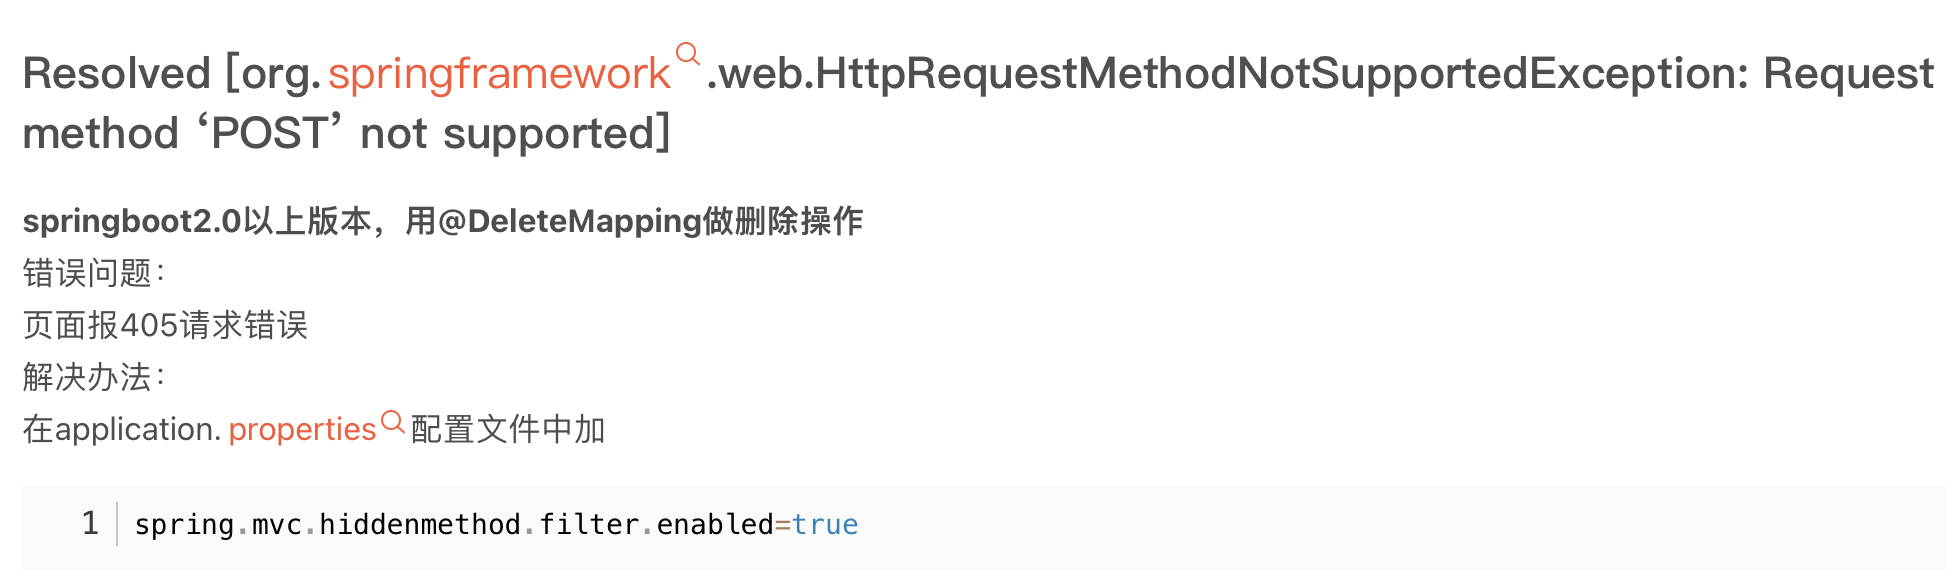 Resolved [org.springframework.web.HttpRequestMethodNotSupportedException: Request
method ‘POST’ not supported]
springboot2.0以上版本，用@DeleteMapping做删除操作
错误问题：
页面报405请求错误
解决办法：
在application.properties配置文件中加
1 spring.mvc.hiddenmethod.filter.enabled=true